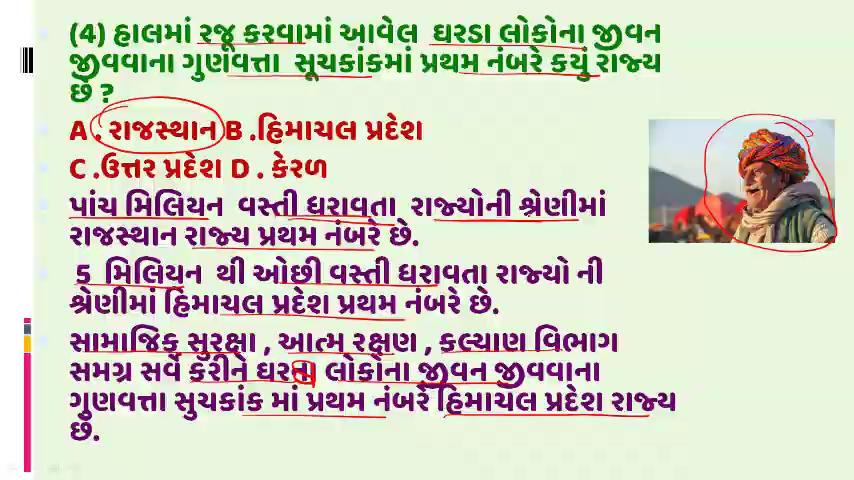 (4) હાલમાં રજૂ કરવામાં આવેલ ઘરડા લોકોના જીવન
જીવવાના ગુણવત્તા સૂચકાંકમાં પ્રથમ નંબરે કયું રાજ્ય
છે ?
A . રાજસ્થાન B .હિમાચલ પ્રદેશ
C .ઉત્તર પ્રદેશ D . કેરળ
પાંચ મિલિયન વસ્તી ધરાવતા રાજ્યોની શ્રેણીમાં
રાજસ્થાન રાજ્ય પ્રથમ નંબરે છે.
5 મિલિયન થી ઓછી વસ્તી ધરાવતા રાજ્યો ની
શ્રેણીમાં હિમાચલ પ્રદેશ પ્રથમ નંબરે છે.
સામાજિક સુરક્ષા , આત્મ રક્ષણ , કલ્યાણ વિભાગ
સમગ્ર સર્વે કરીને લોકોના જીવન જીવવાના
ગુણવત્તા સુચકાંક માં પ્રથમ નંબરે હિમાચલ પ્રદેશ રાજ્ય
છે.